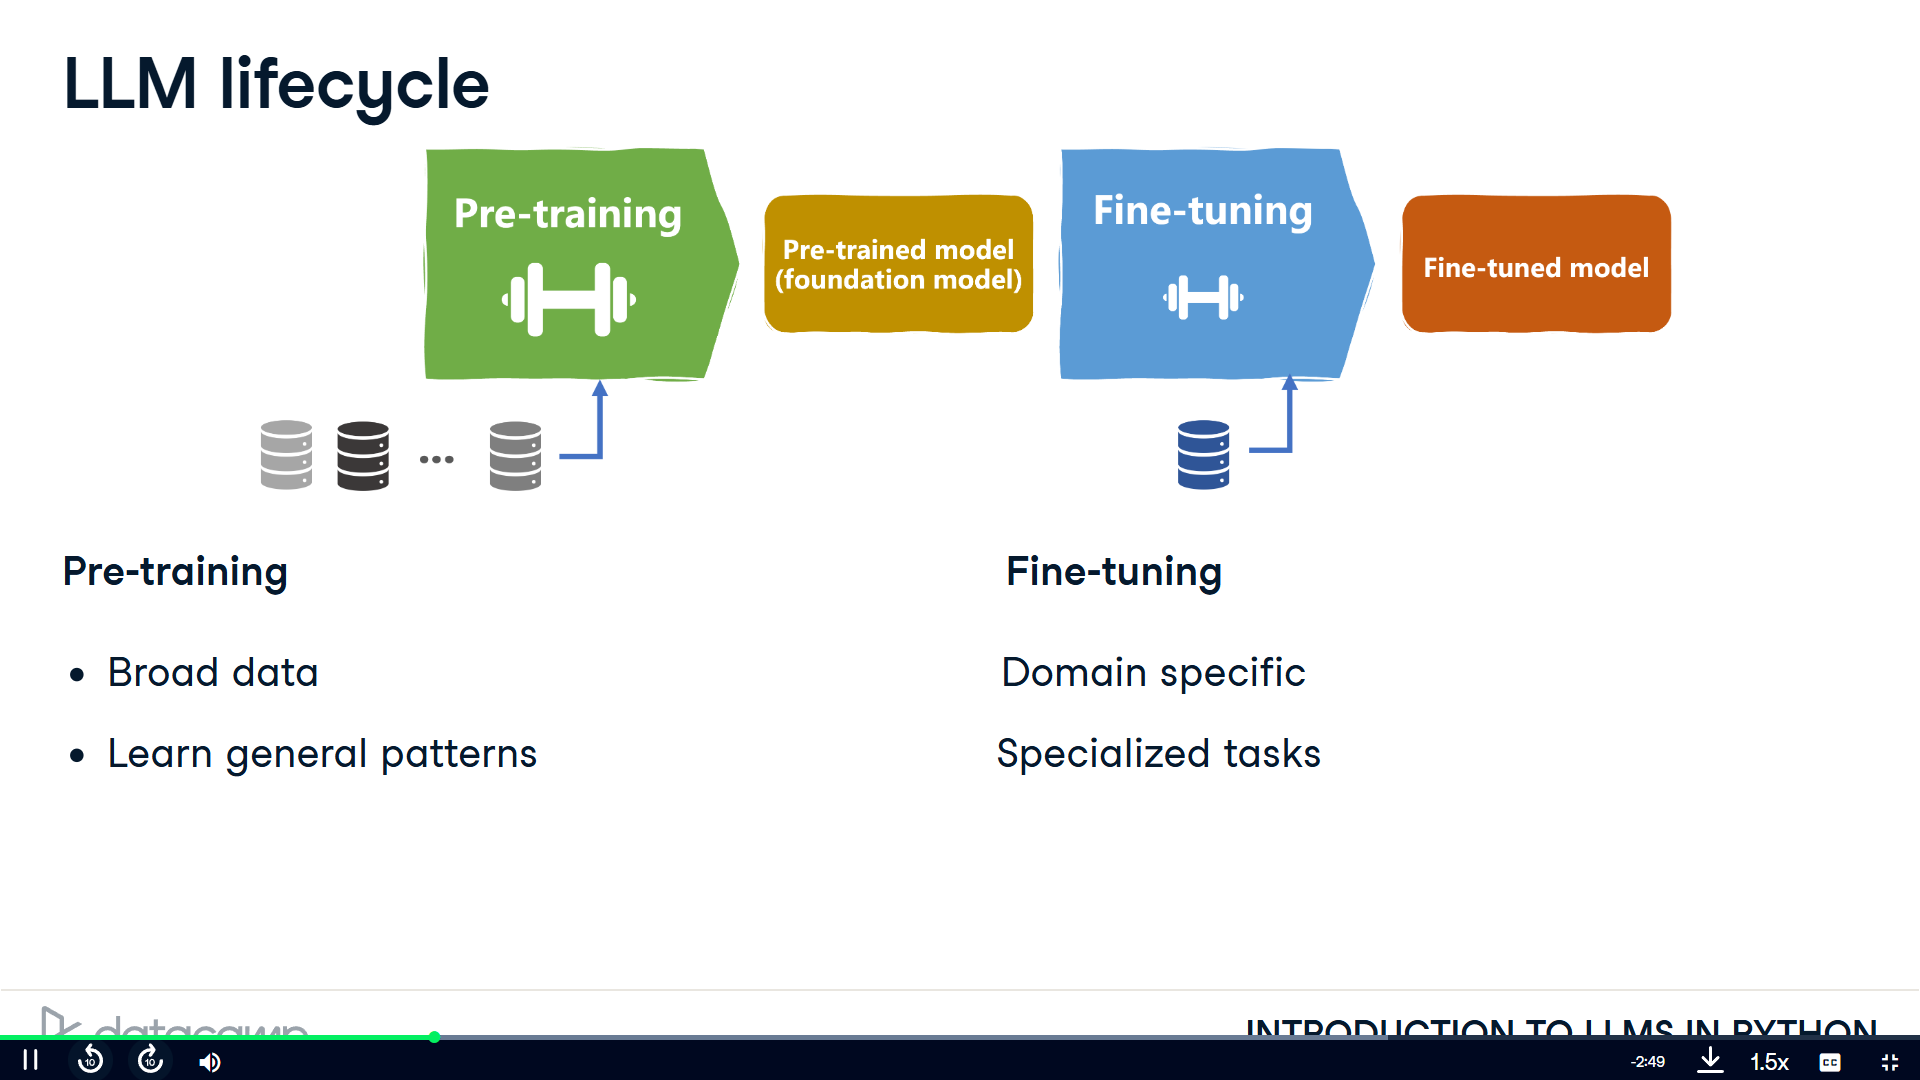 LLM lifecycle
Pre-training
Pre-trained model
(foundation model)
Fine-tuning
Fine-tuned model
Pre-training
Broad data
Learn general patterns
Fine-tuning
Domain specific
Specialized tasks
datacamp
INTRODUCTION TO LLMS IN PYTHON
10
10
-2:49
1.5x
CC